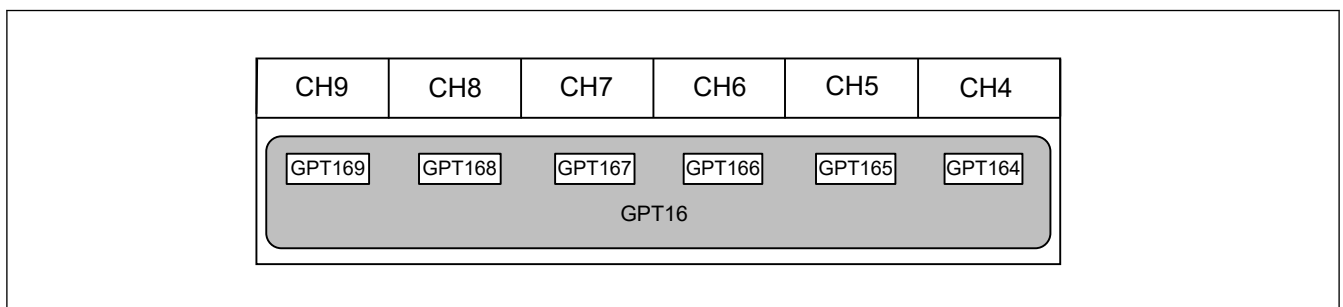 CH9 CH8 CH7 CH6 CH5 CH4
GPT169 GPT168 GPT167 GPT166 GPT165 GPT164
GPT16